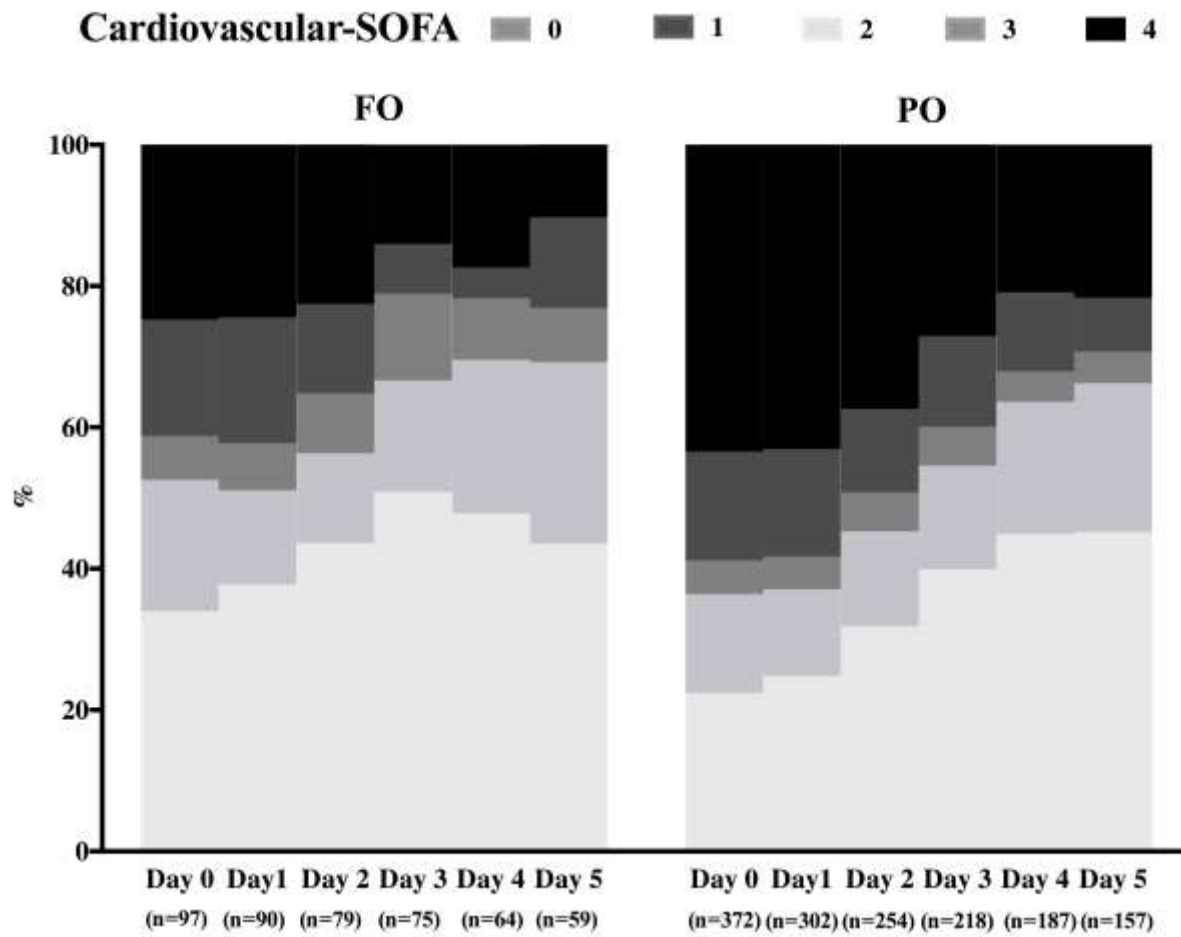 Cardiovascular-SOFA 0 1 2 3 4
FO PO
100
80
60
40
20
0
%
Day 0 Day1 Day 2 Day 3 Day 4 Day 5 Day 0 Day1 Day 2 Day 3 Day 4 Day 5
(n=97) (n=90) (n=79) (n=75) (n=64) (n=59) (n=372) (n=302) (n=254) (n=218) (n=187) (n=157)